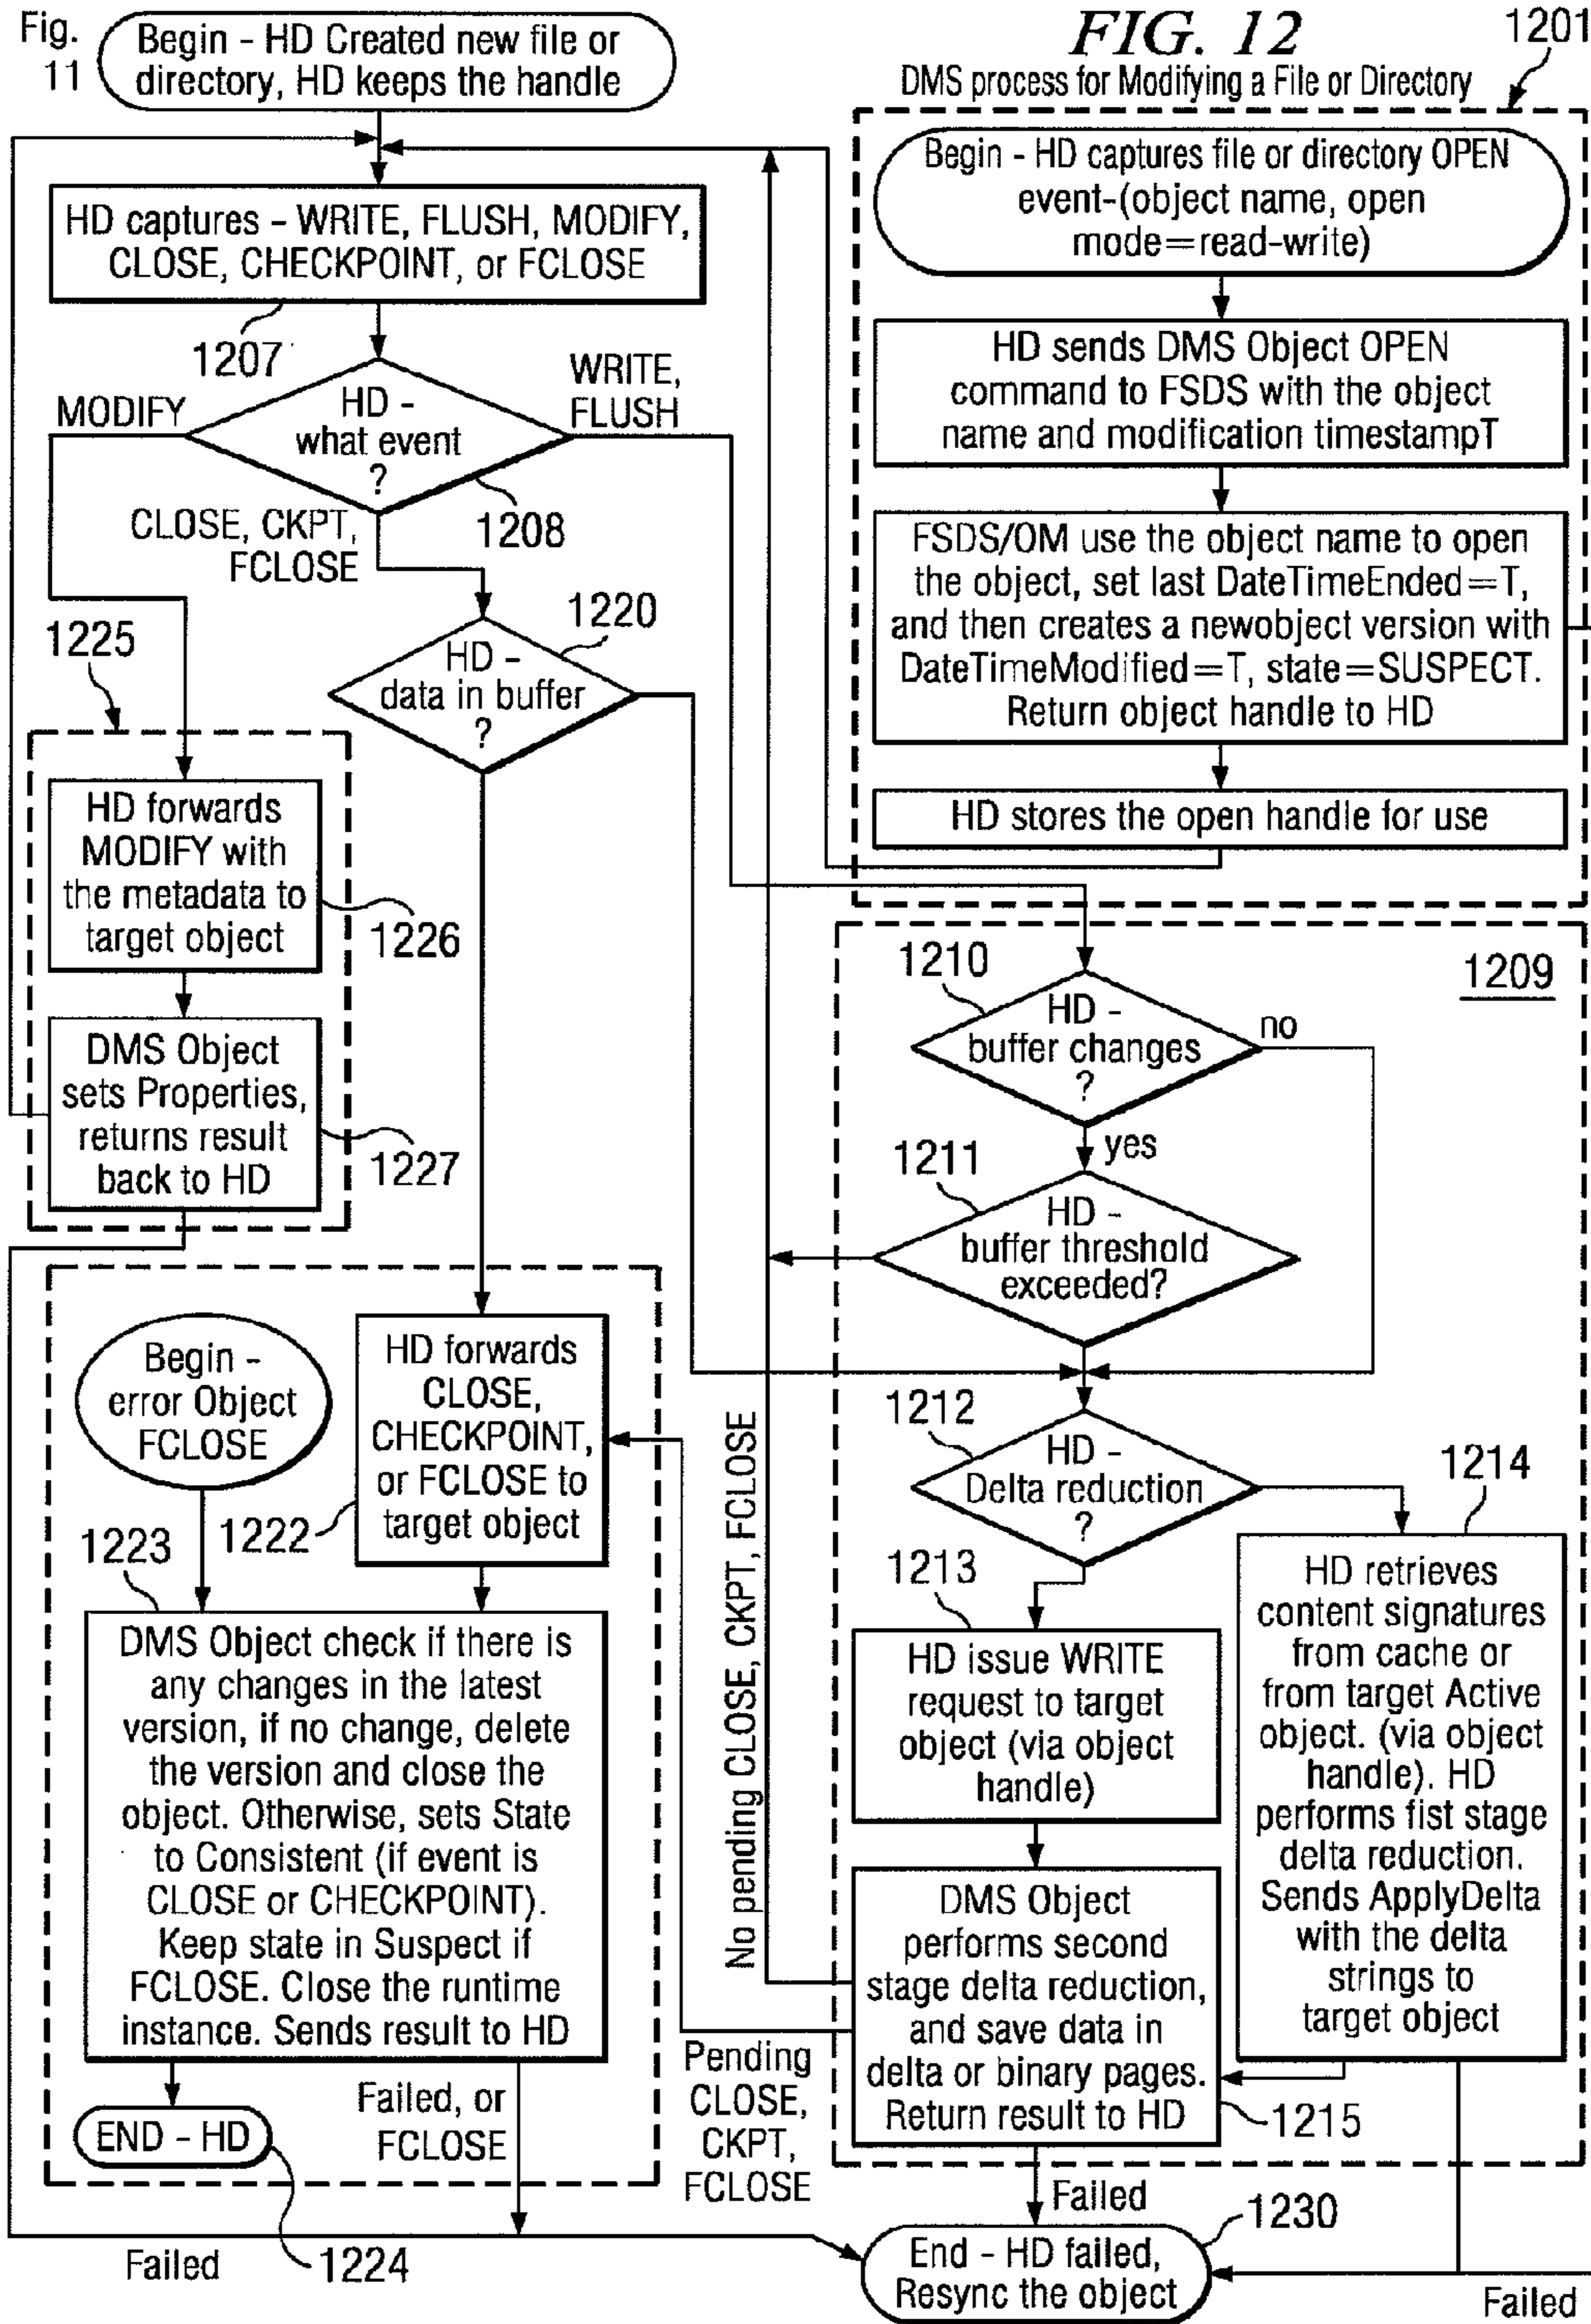 Fig.
11
Begin - HD Created new file or
directory, HD keeps the handle
FIG. 12
1201
DMS process for Modifying a File or Directory
Begin - HD captures file or directory OPEN
event-(object name, open
mode=read-write)
HD sends DMS Object OPEN
command to FSDS with the object
name and modification timestampT
FSDS/OM use the object name to open
the object, set last DateTimeEnded=T,
and then creates a newobject version with
DateTimeModified=T, state=SUSPECT.
Return object handle to HD
HD stores the open handle for use
HD captures - WRITE, FLUSH, MODIFY,
CLOSE, CHECKPOINT, or FCLOSE
1207
HD -
what event
?
1208
MODIFY
WRITE,
FLUSH
CLOSE, CKPT,
FCLOSE
1220
HD -
data in buffer
?
1225
HD forwards
MODIFY with
the metadata to
target object
1226
DMS Object
sets Properties,
returns result
back to HD
1227
1209
1210
HD -
buffer changes
?
no
yes
1211
HD -
buffer threshold
exceeded?
1212
HD -
Delta reduction
?
1213
HD issue WRITE
request to target
object (via object
handle)
1214
HD retrieves
content signatures
from cache or
from target Active
object. (via object
handle). HD
performs fist stage
delta reduction.
Sends ApplyDelta
with the delta
strings to
target object
DMS Object
performs second
stage delta reduction,
and save data in
delta or binary pages.
Return result to HD
1215
No pending CLOSE, CKPT, FCLOSE
Pending
CLOSE,
CKPT,
FCLOSE
Begin -
error Object
FCLOSE
HD forwards
CLOSE,
CHECKPOINT,
or FCLOSE to
target object
1222
1223
DMS Object check if there is
any changes in the latest
version, if no change, delete
the version and close the
object. Otherwise, sets State
to Consistent (if event is
CLOSE or CHECKPOINT).
Keep state in Suspect if
FCLOSE. Close the runtime
instance. Sends result to HD
END - HD
1224
Failed, or
FCLOSE
Failed
Failed
1230
End - HD failed,
Resync the object
Failed